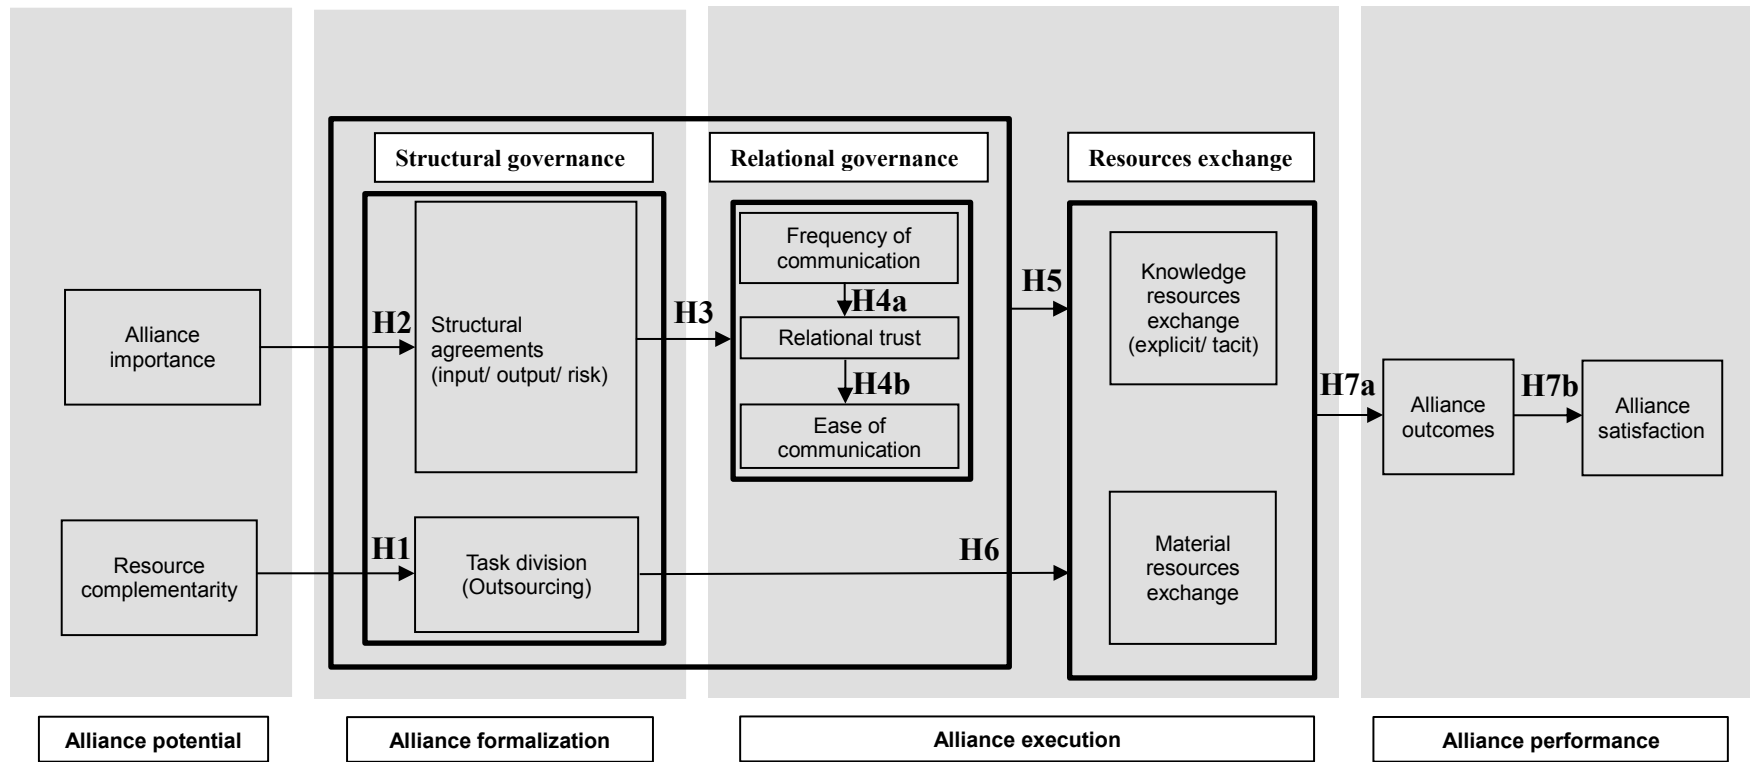 Structural governance
Relational governance
Resources exchange
Alliance
importance
Resource
complementarity
H2
H1
Structural
agreements
(input/ output/ risk)
Task division
(Outsourcing)
H3
Frequency of
communication
H4a
Relational trust
H4b
Ease of
communication
H5
H6
Knowledge
resources
exchange
(explicit/ tacit)
Material
resources
exchange
H7a
Alliance
outcomes
H7b
Alliance
satisfaction
Alliance potential
Alliance formalization
Alliance execution
Alliance performance